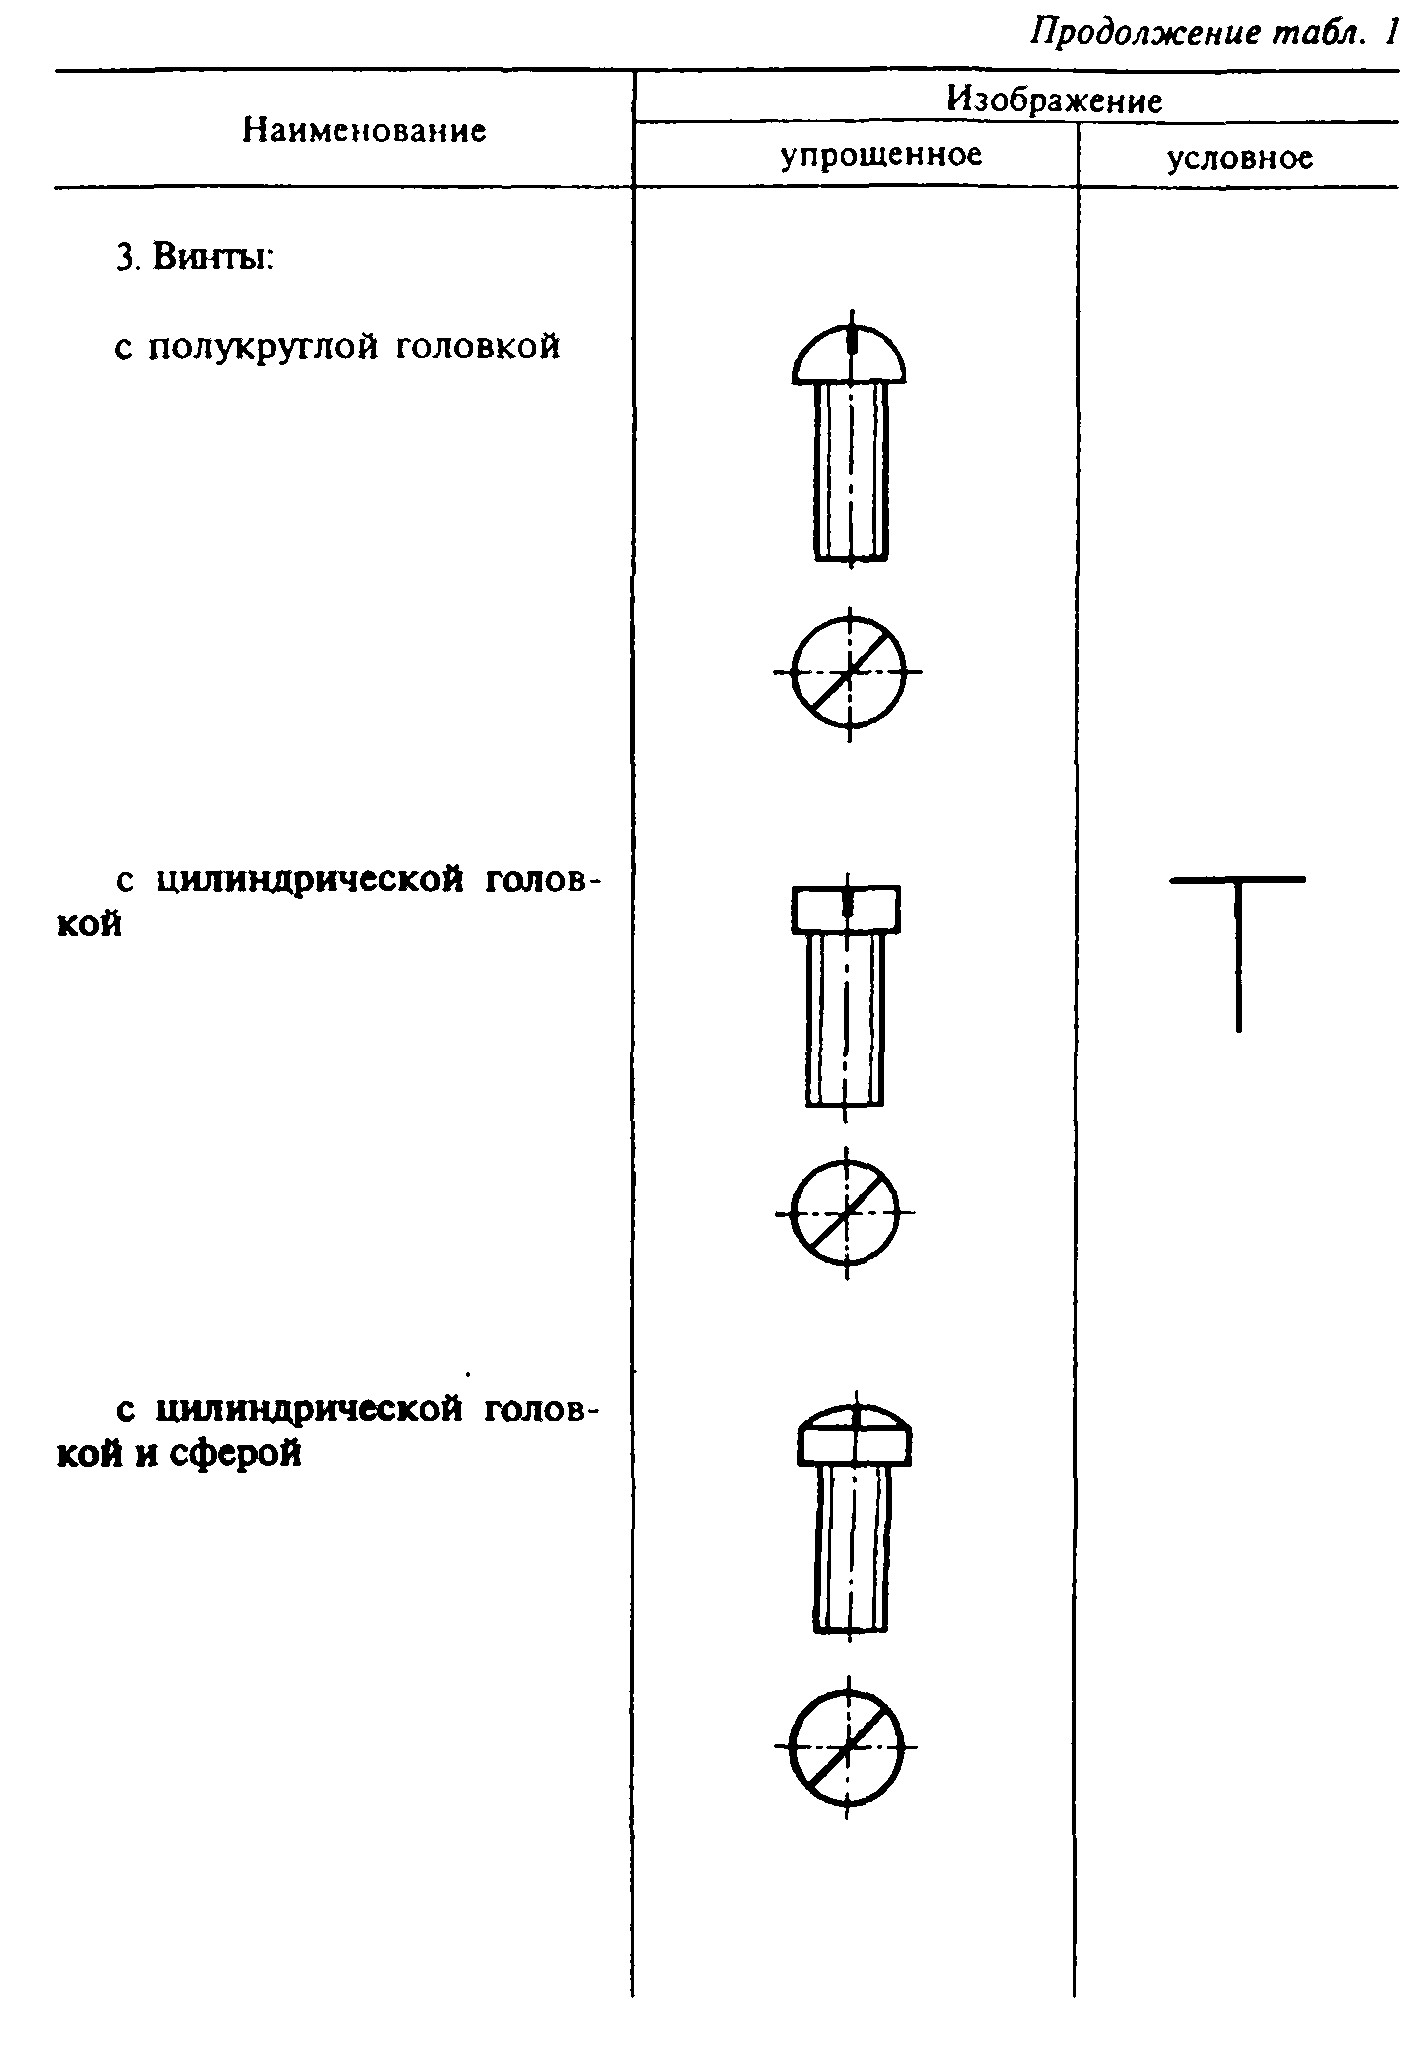 Продолжение табл. 1
Наименование
Изображение
упрощенное
условное
3. Винты:
с полукруглой головкой
с цилиндрической голов-
кой
с цилиндрической голов-
кой и сферой